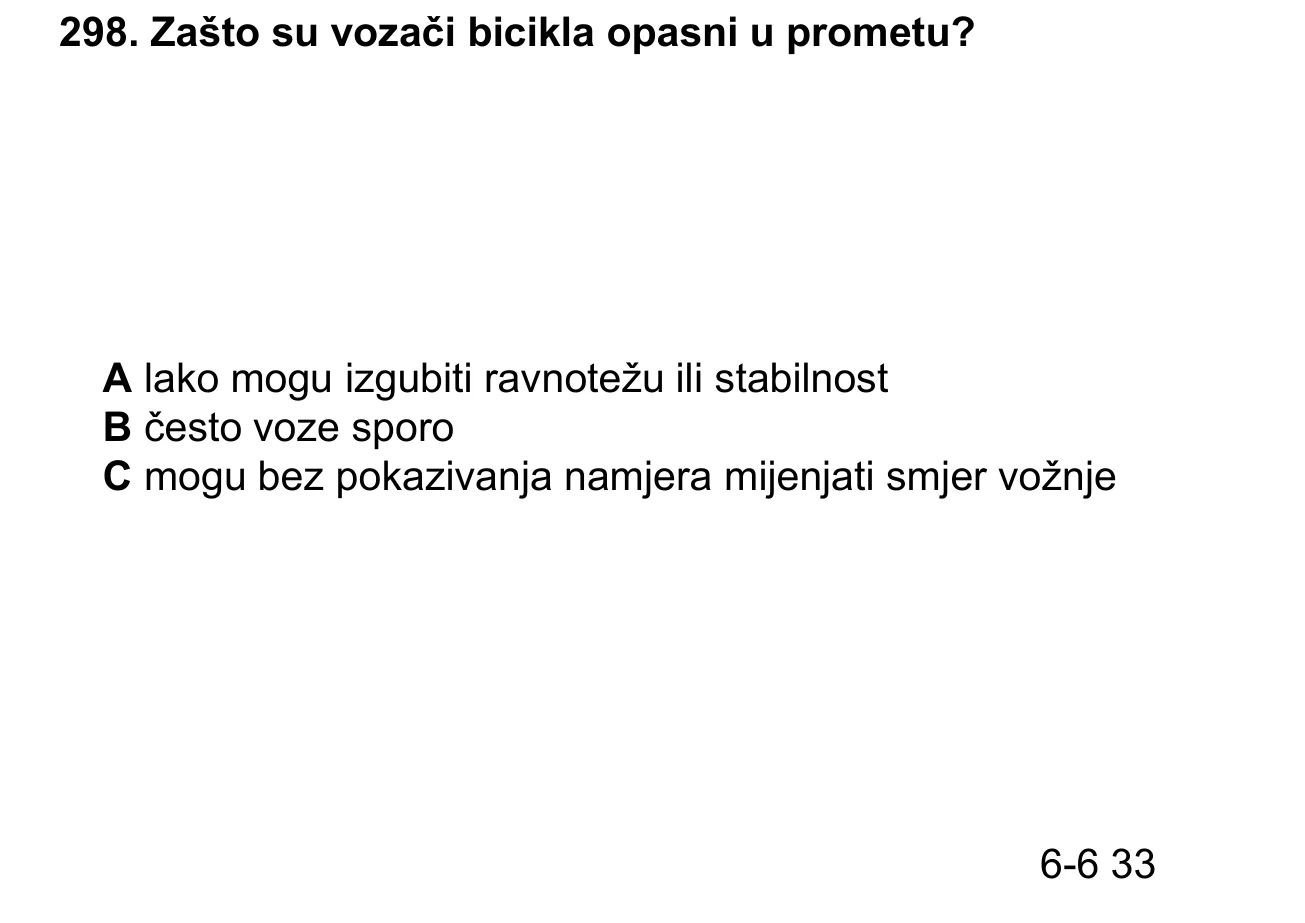 298. Zašto su vozači bicikla opasni u prometu?
A lako mogu izgubiti ravnotežu ili stabilnost
B često voze sporo
C mogu bez pokazivanja namjera mijenjati smjer vožnje
6-6 33